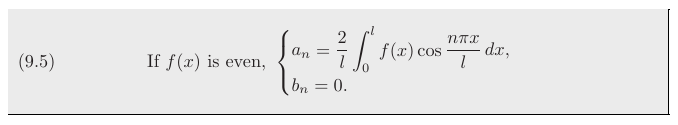 (9.5) If f(x) is even, { a_n = \frac{2}{l} \int_0^l f(x) \cos \frac{n\pi x}{l} dx,
b_n = 0.